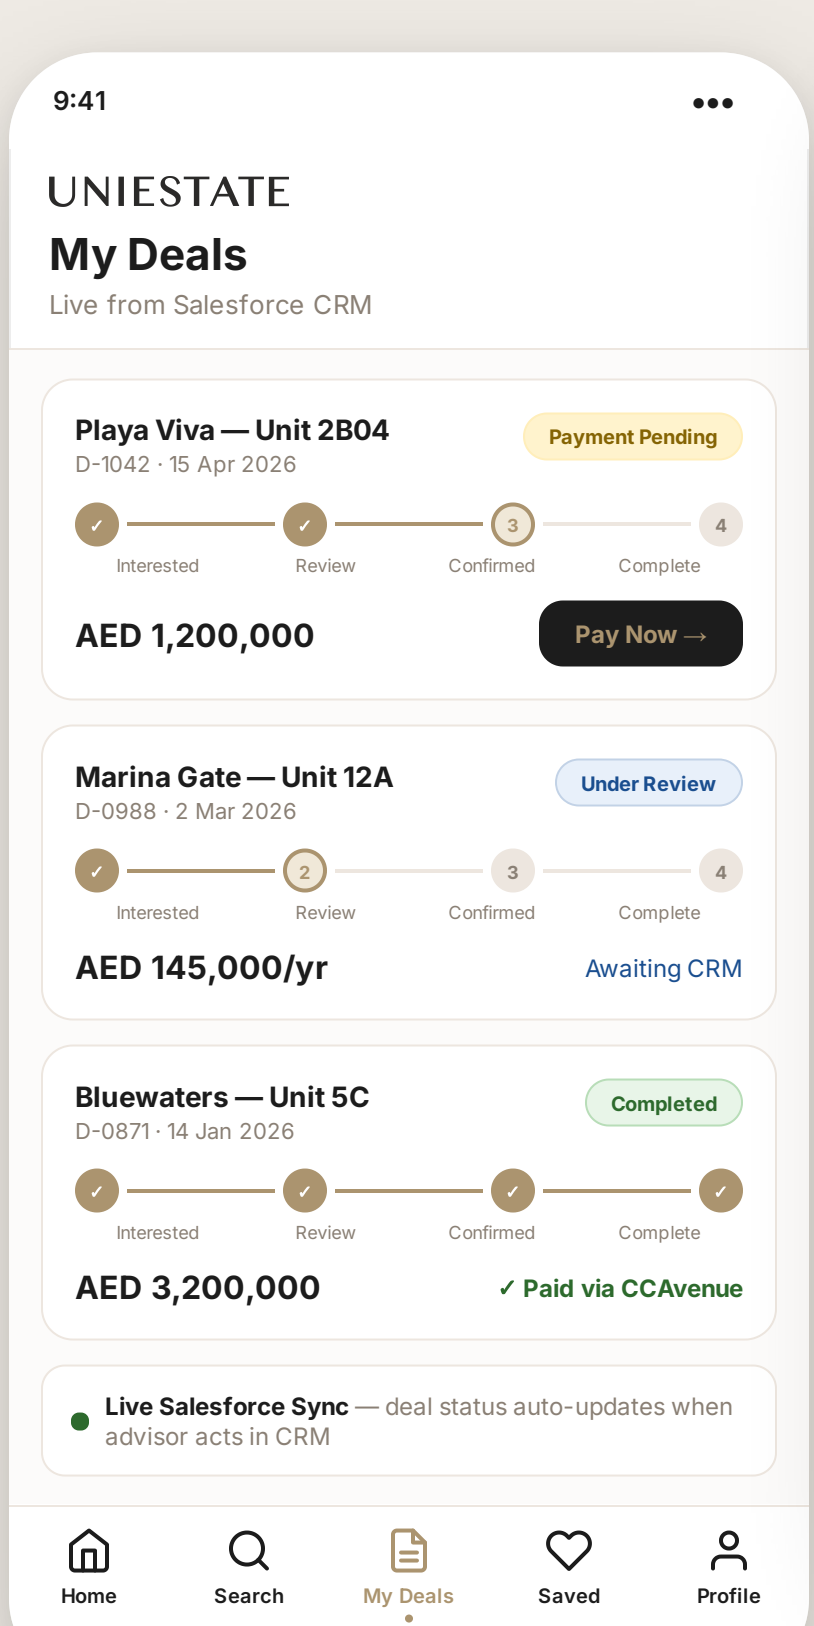 9:41
UNIESTATE
My Deals
Live from Salesforce CRM
Playa Viva — Unit 2B04
Payment Pending
D-1042 · 15 Apr 2026
✓ ✓ 3 4
Interested Review Confirmed Complete
AED 1,200,000
Pay Now →
Marina Gate — Unit 12A
Under Review
D-0988 · 2 Mar 2026
✓ 2 3 4
Interested Review Confirmed Complete
AED 145,000/yr
Awaiting CRM
Bluewaters — Unit 5C
Completed
D-0871 · 14 Jan 2026
✓ ✓ ✓ ✓
Interested Review Confirmed Complete
AED 3,200,000
✓ Paid via CCAvenue
Live Salesforce Sync — deal status auto-updates when
advisor acts in CRM
Home Search My Deals Saved Profile